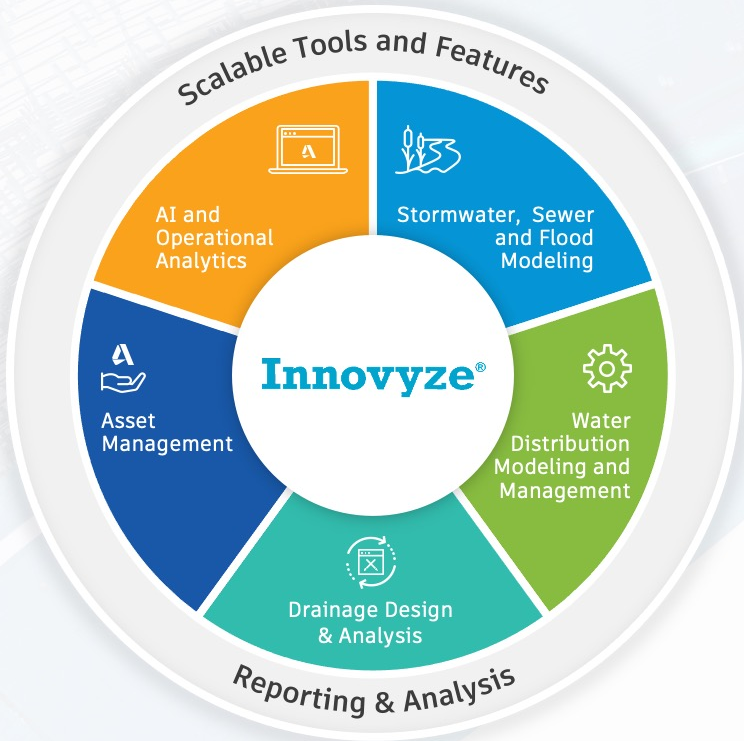 Scalable Tools and Features
AI and
Operational
Analytics
Stormwater, Sewer
and Flood
Modeling
Innovyze®
Asset
Management
Water
Distribution
Modeling and
Management
Drainage Design
& Analysis
Reporting & Analysis